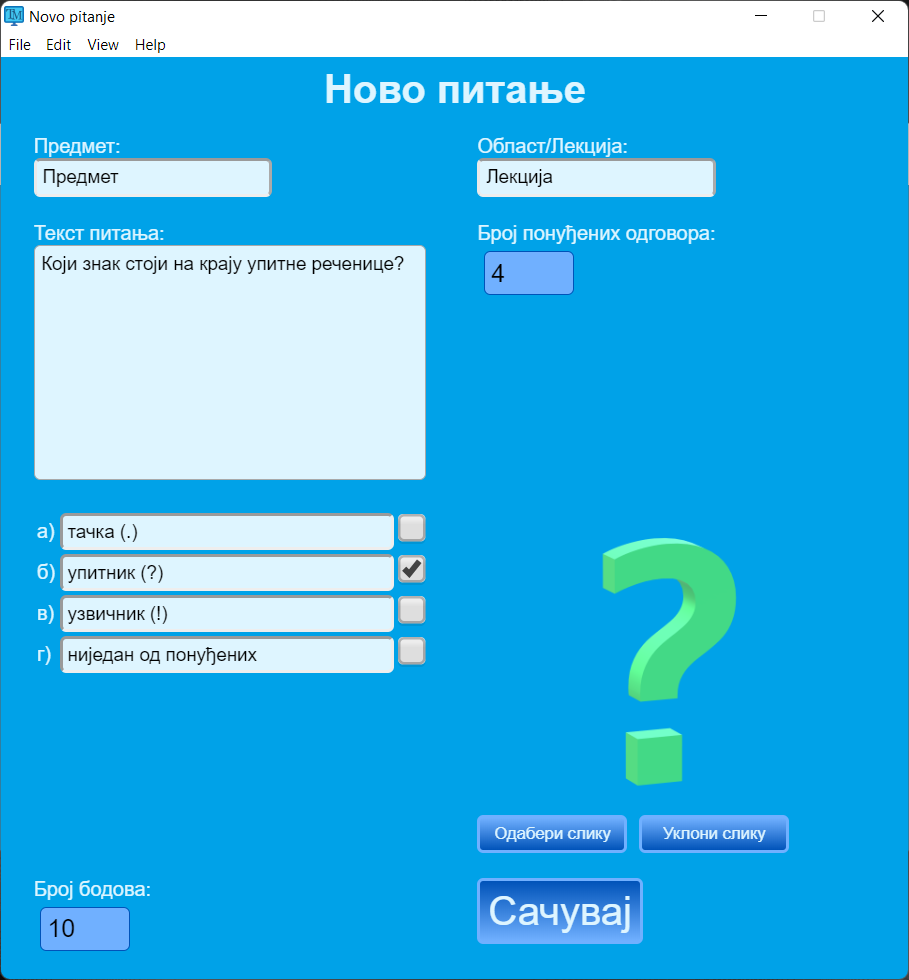 Novo pitanje
File Edit View Help
Ново питање
Предмет:
Предмет
Област/Лекција:
Лекција
Текст питања:
Који знак стоји на крају упитне реченице?
Број понуђених одговора:
4
а) тачка (.)
б) упитник (?)
в) узвичник (!)
г) ниједан од понуђених
?
Одабери слику
Уклони слику
Број бодова:
10
Сачувај